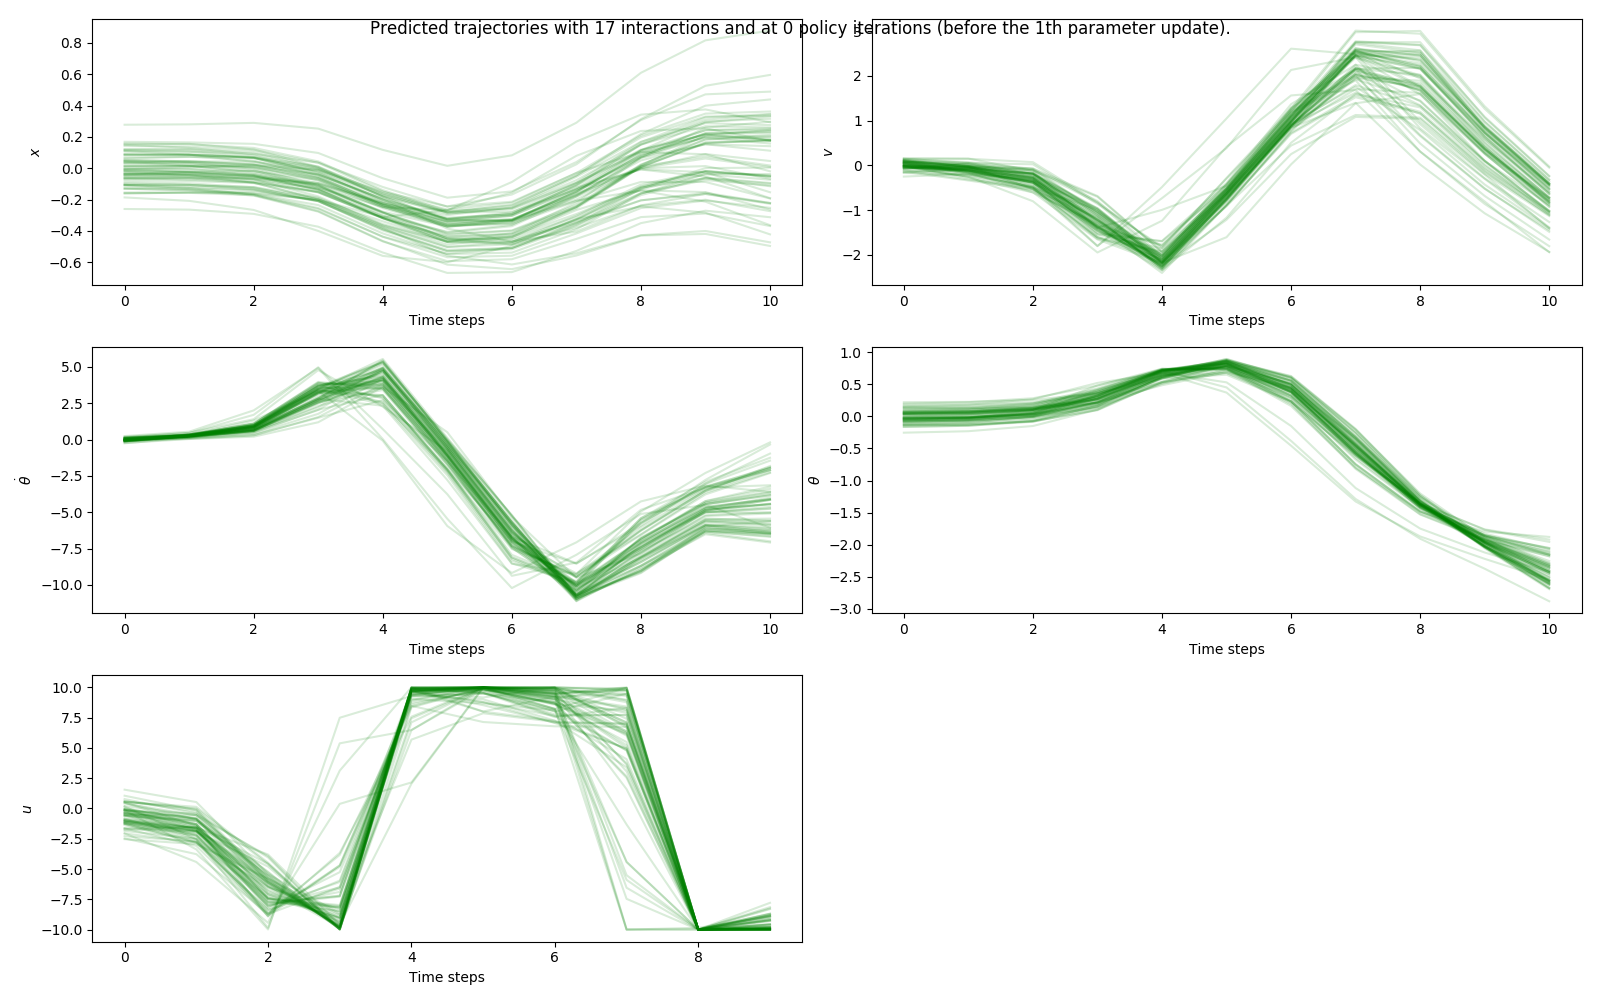 Predicted trajectories with 17 interactions and at 0 policy iterations (before the 1th parameter update).
0.8
0.6
0.4
0.2
0.0
−0.2
−0.4
−0.6
x
0 2 4 6 8 10
Time steps
3
2
1
0
−1
−2
v
0 2 4 6 8 10
Time steps
5.0
2.5
0.0
−2.5
−5.0
−7.5
−10.0
θ̇
0 2 4 6 8 10
Time steps
1.0
0.5
0.0
−0.5
−1.0
−1.5
−2.0
−2.5
−3.0
θ
0 2 4 6 8 10
Time steps
10.0
7.5
5.0
2.5
0.0
−2.5
−5.0
−7.5
−10.0
u
0 2 4 6 8
Time steps